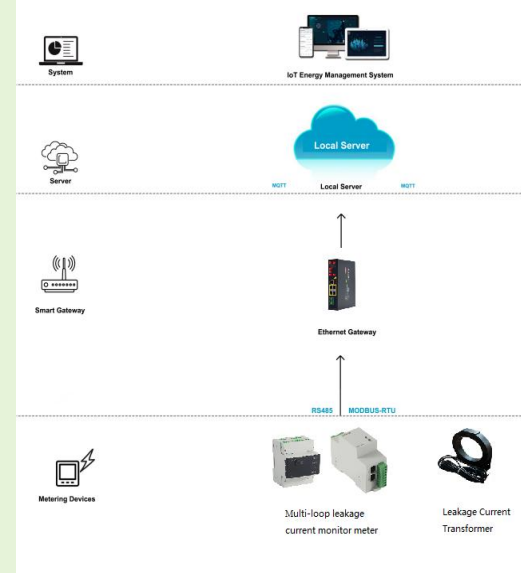 System
IoT Energy Management System
Local Server
Server
MQTT
Local Server
MQTT
Smart Gateway
Ethernet Gateway
RS485
MODBUS-RTU
Metering Devices
Multi-loop leakage
current monitor meter
Leakage Current
Transformer